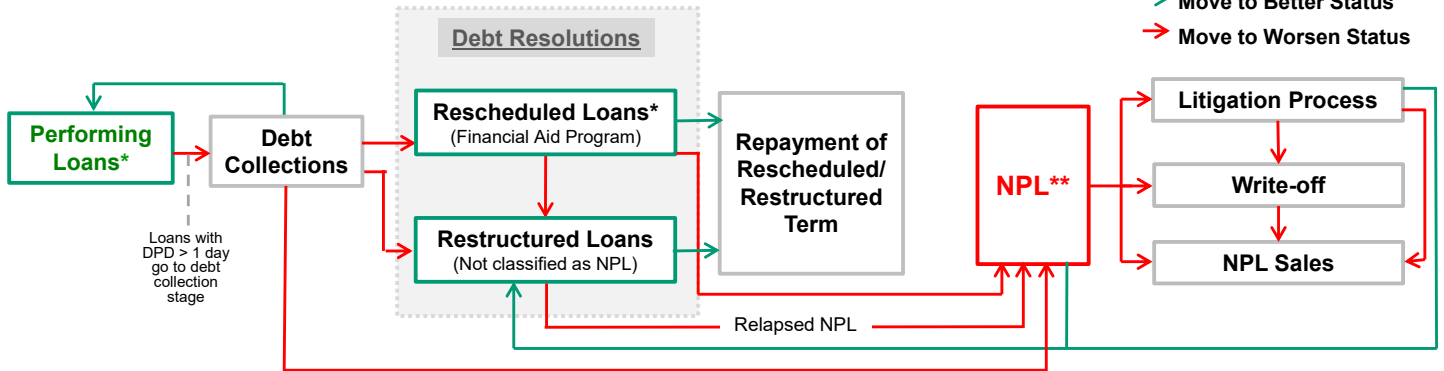 Move to Better Status
Move to Worsen Status
Debt Resolutions
Performing
Loans*
Debt
Collections
Rescheduled Loans*
(Financial Aid Program)
Restructured Loans
(Not classified as NPL)
Repayment of
Rescheduled/
Restructured
Term
NPL**
Litigation Process
Write-off
NPL Sales
Loans with
DPD > 1 day
go to debt
collection
stage
Relapsed NPL